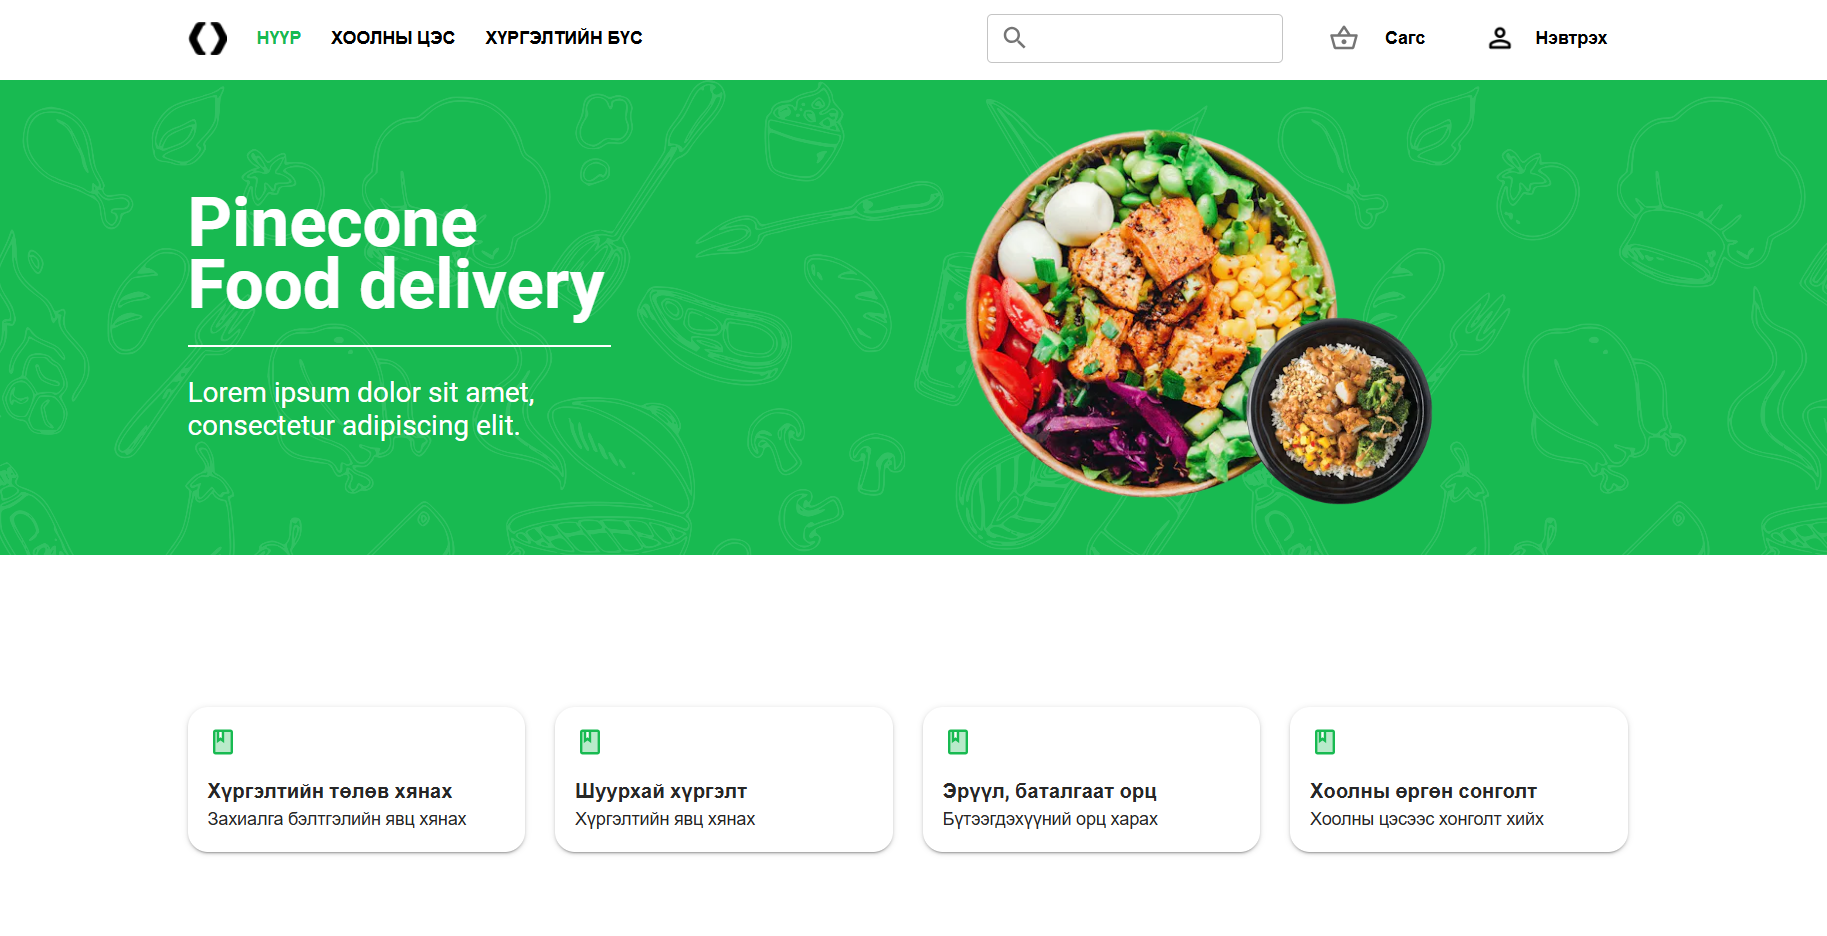 НҮҮР ХООЛНЫ ЦЭС ХҮРГЭЛТИЙН БҮС Сагс Нэвтрэх
Pinecone
Food delivery
Lorem ipsum dolor sit amet,
consectetur adipiscing elit.
Хүргэлтийн төлөв хянах
Захиалга бэлтгэлийн явц хянах
Шуурхай хүргэлт
Хүргэлтийн явц хянах
Эрүүл, баталгаат орц
Бүтээгдэхүүний орц харах
Хоолны өргөн сонголт
Хоолны цэсээс хонголт хийх